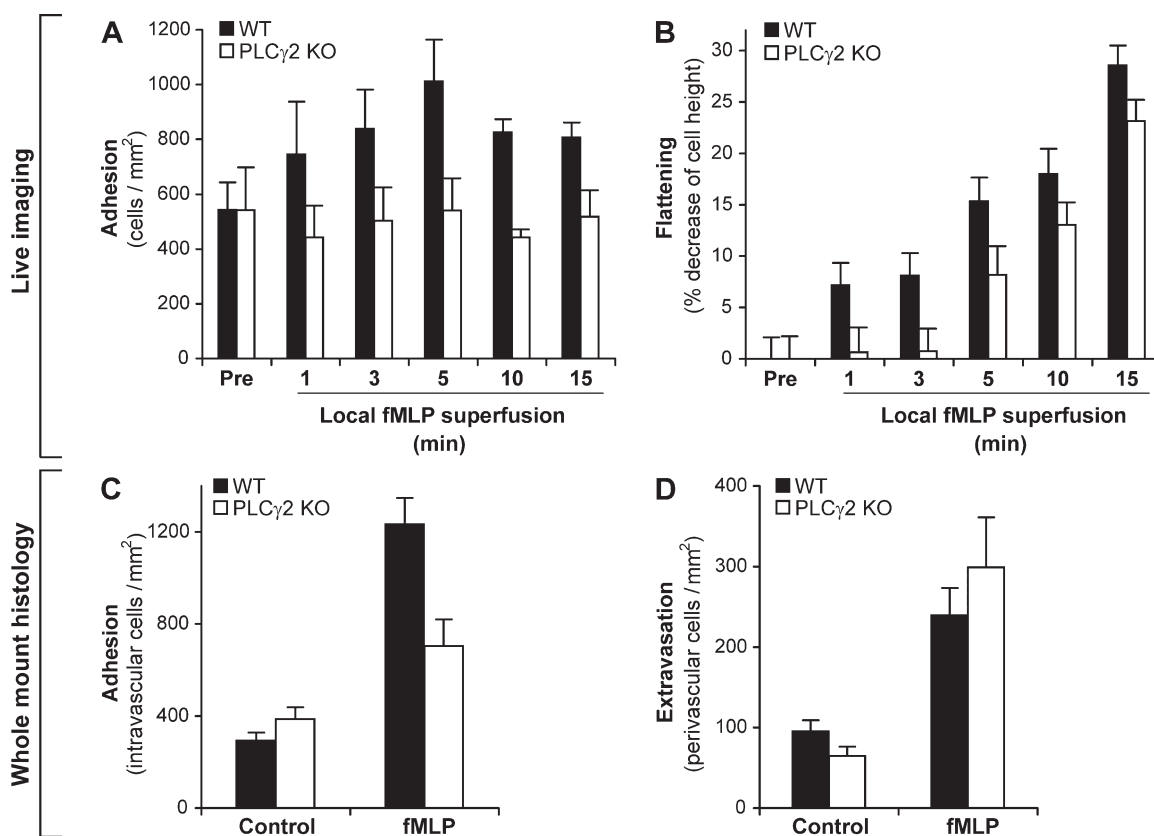 Live imaging
A
WT
PLCγ2 KO
Adhesion
(cells / mm²)
1200
1000
800
600
400
200
0
Pre 1 3 5 10 15
Local fMLP superfusion
(min)
B
WT
PLCγ2 KO
Flattening
(% decrease of cell height)
30
25
20
15
10
5
0
Pre 1 3 5 10 15
Local fMLP superfusion
(min)
Whole mount histology
C
WT
PLCγ2 KO
Adhesion
(intravascular cells / mm²)
1200
800
400
0
Control fMLP
D
WT
PLCγ2 KO
Extravasation
(perivascular cells / mm²)
400
300
200
100
0
Control fMLP